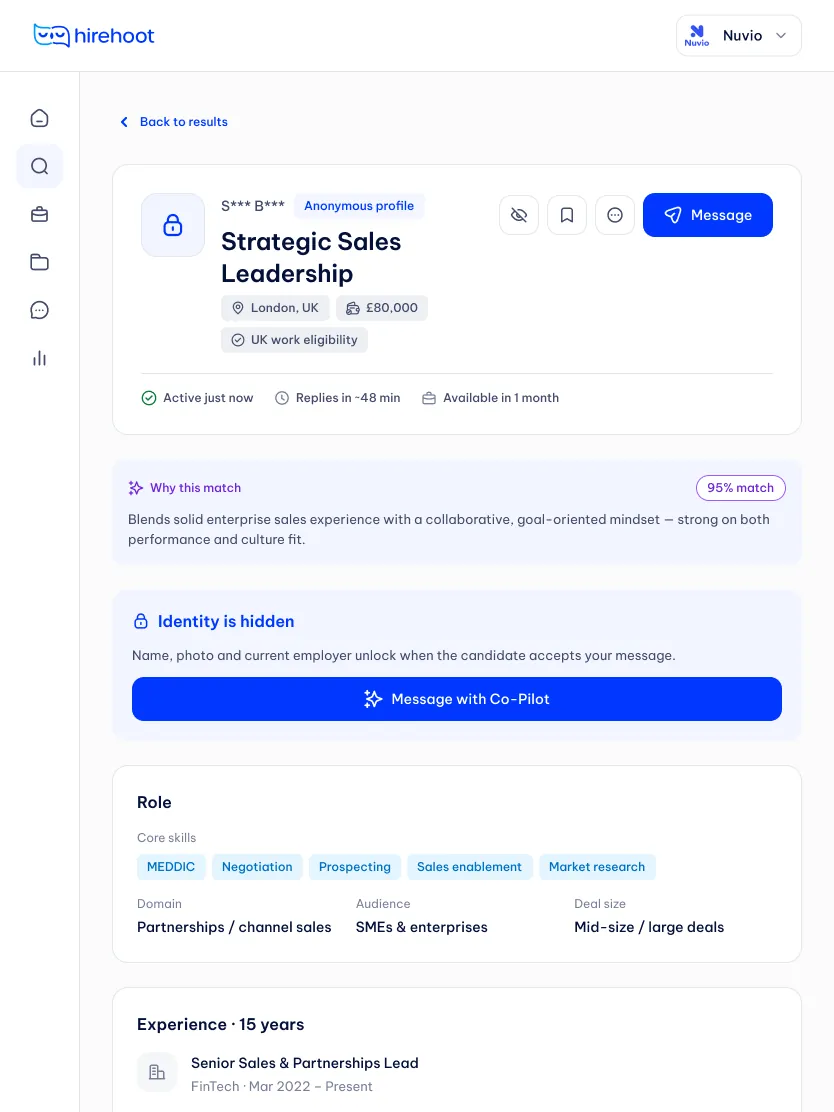 hirehoot
Nuvio
Nuvio
Back to results
S*** B***
Anonymous profile
Message
Strategic Sales
Leadership
London, UK
£80,000
UK work eligibility
Active just now
Replies in ~48 min
Available in 1 month
Why this match
95% match
Blends solid enterprise sales experience with a collaborative, goal-oriented mindset — strong on both
performance and culture fit.
Identity is hidden
Name, photo and current employer unlock when the candidate accepts your message.
Message with Co-Pilot
Role
Core skills
MEDDIC
Negotiation
Prospecting
Sales enablement
Market research
Domain
Audience
Deal size
Partnerships / channel sales
SMEs & enterprises
Mid-size / large deals
Experience · 15 years
Senior Sales & Partnerships Lead
FinTech · Mar 2022 – Present